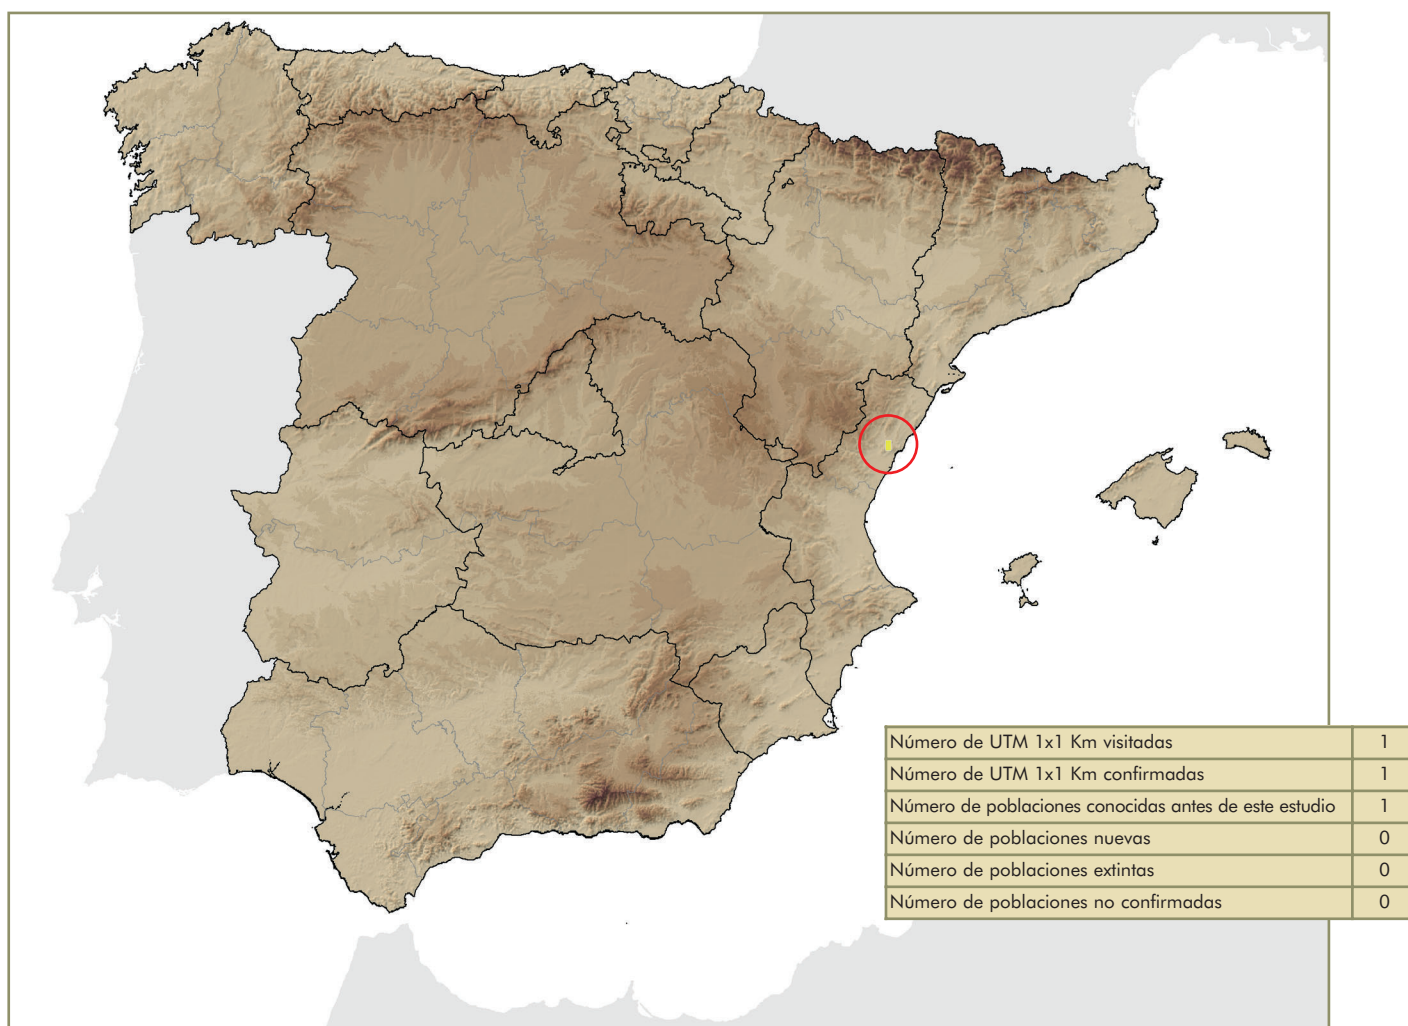 Número de UTM 1x1 Km visitadas 1
Número de UTM 1x1 Km confirmadas 1
Número de poblaciones conocidas antes de este estudio 1
Número de poblaciones nuevas 0
Número de poblaciones extintas 0
Número de poblaciones no confirmadas 0